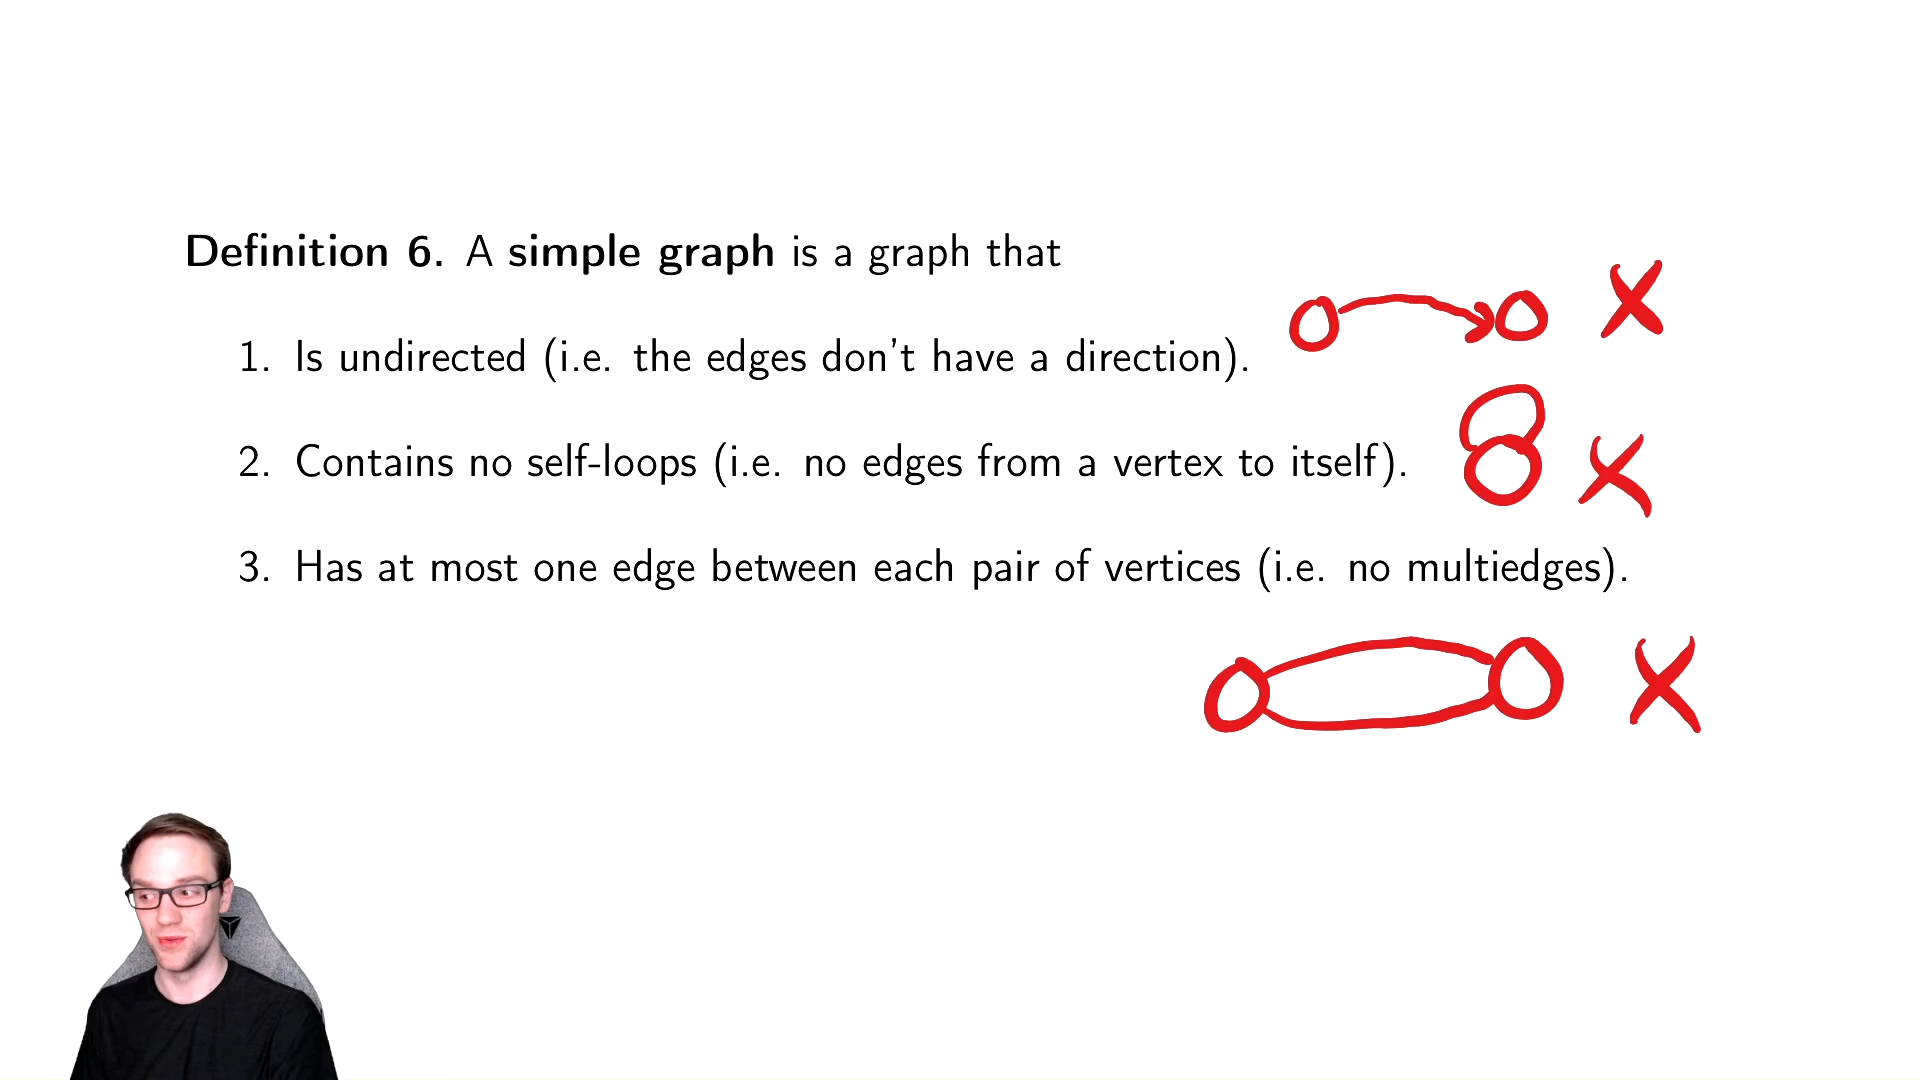 Definition 6. A simple graph is a graph that
1. Is undirected (i.e. the edges don't have a direction).
2. Contains no self-loops (i.e. no edges from a vertex to itself).
3. Has at most one edge between each pair of vertices (i.e. no multiedges).